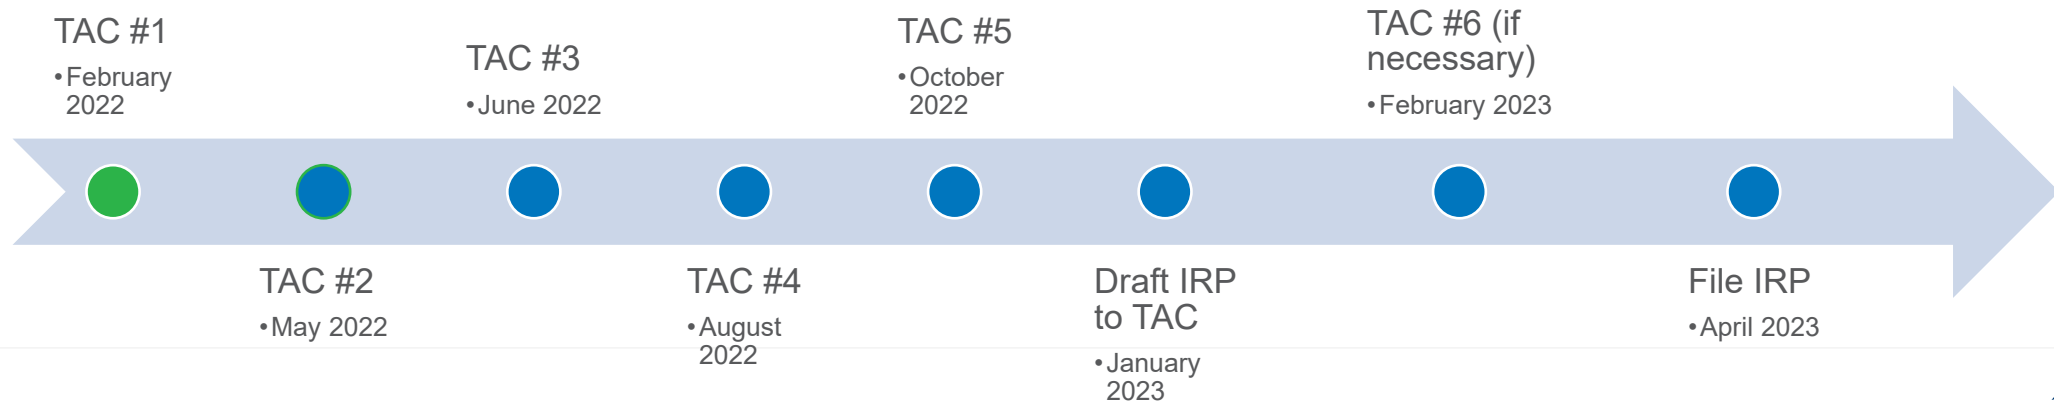 TAC #1
•February
2022
TAC #2
•May 2022
TAC #3
•June 2022
TAC #4
•August
2022
TAC #5
•October
2022
Draft IRP
to TAC
•January
2023
TAC #6 (if
necessary)
•February 2023
File IRP
•April 2023